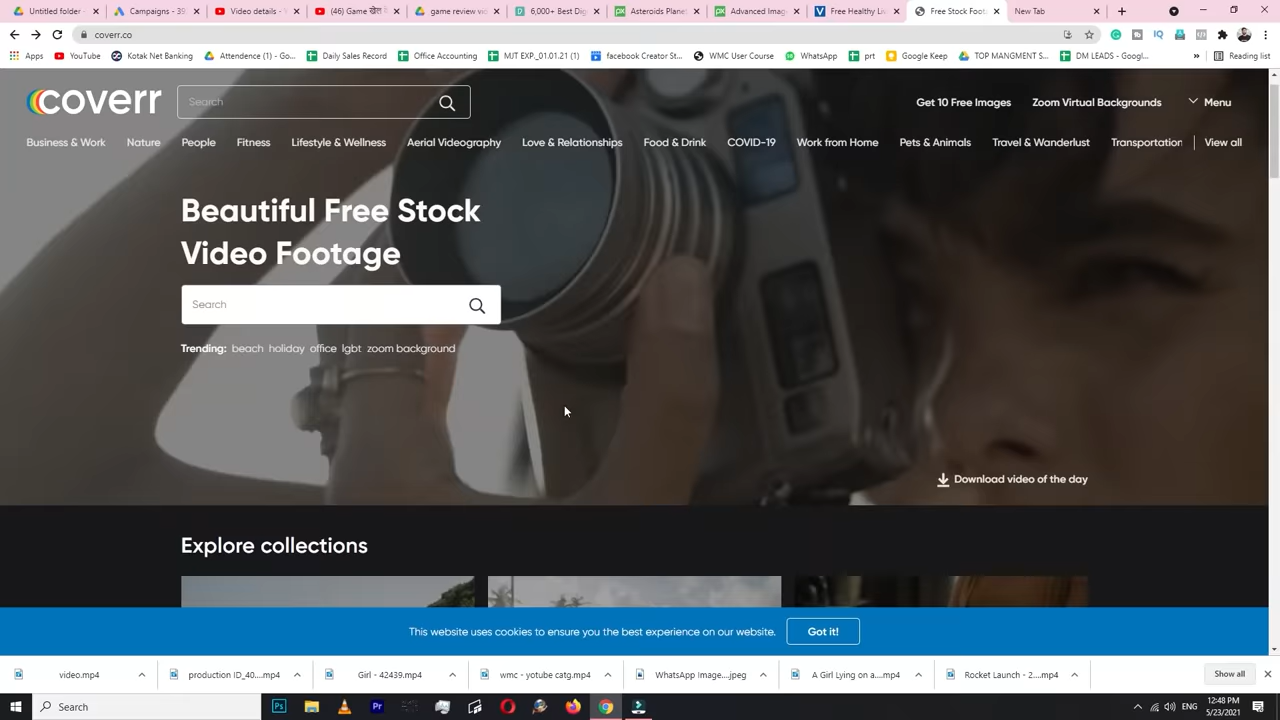 Untitled folder -
Campaigns - 39
Video details - \
(46) Game खेल
game review vi
6,000+ Best Dig
Asteroids Plane
Advanced Imag
Free Healthy Li
Free Stock Foot
New Tab
coverr.co
Apps
YouTube
Kotak Net Banking
Attendence (1) - Go...
Daily Sales Record
Office Accounting
MJT EXP_01.01.21( 1)
facebook Creator St...
WMC User Course
WhatsApp
prt
Google Keep
TOP MANGMENT S...
DM LEADS - Googl...
»
Reading list
coverr
Search
Get 10 Free Images
Zoom Virtual Backgrounds
Menu
Business & Work
Nature
People
Fitness
Lifestyle & Wellness
Aerial Videography
Love & Relationships
Food & Drink
COVID-19
Work from Home
Pets & Animals
Travel & Wanderlust
Transportation
View all
Beautiful Free Stock
Video Footage
Search
Trending: beach holiday office lgbt zoom background
Download video of the day
Explore collections
This website uses cookies to ensure you the best experience on our website.
Got it!
video.mp4
production ID_40....mp4
Girl - 42439.mp4
wmc - yotube catg.mp4
WhatsApp Image....jpeg
A Girl Lying on a....mp4
Rocket Launch - 2....mp4
Show all
Search
Ps
Pr
ENG
12:48 PM
5/23/2021